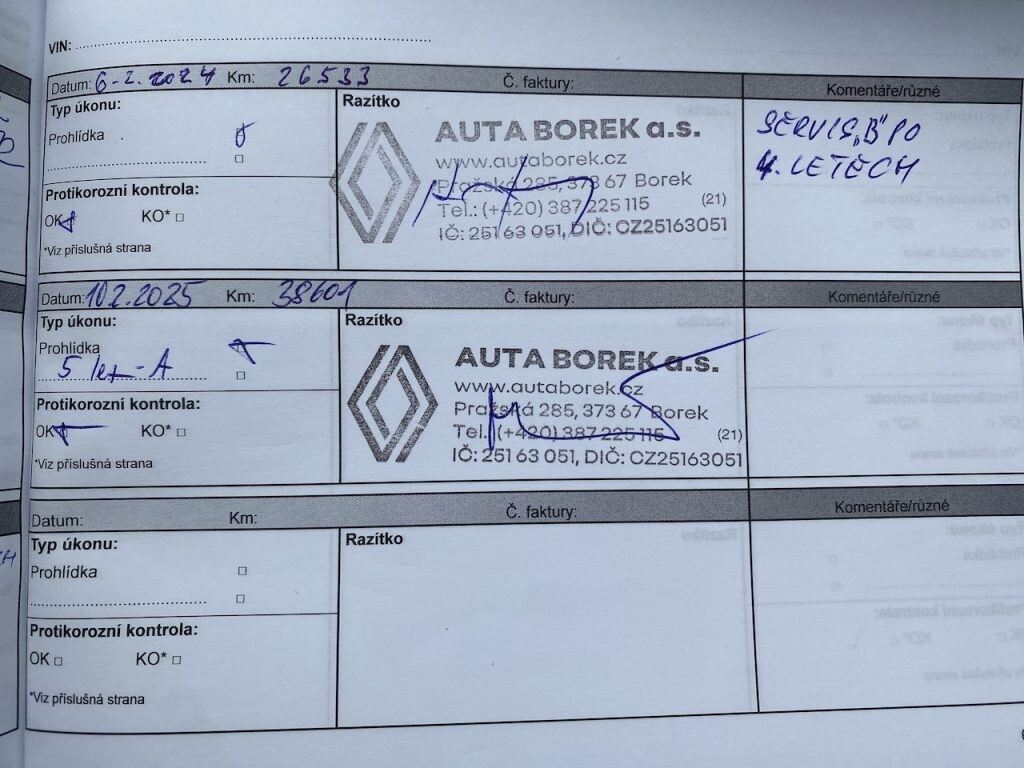 VIN:
Datum: 6-2.2024 Km: 26533 Č. faktury: Komentáře/různé
Typ úkonu:
Prohlídka
Protikorozní kontrola:
OK KO*
*Viz příslušná strana
Razítko
AUTA BOREK a.s.
www.autaborek.cz
Pražská 285, 373 67 Borek
Tel.: (+420) 387 225 115 (21)
IČ: 251 63 051, DIČ: CZ25163051
SERVIS „B" PO
4. LETECH
Datum: 10.2.2025 Km: 38601 Č. faktury: Komentáře/různé
Typ úkonu:
Prohlídka
5 let - A
Protikorozní kontrola:
OK KO*
*Viz příslušná strana
Razítko
AUTA BOREK a.s.
www.autaborek.cz
Pražská 285, 373 67 Borek
Tel.: (+420) 387 225 115 (21)
IČ: 251 63 051, DIČ: CZ25163051
Datum: Km: Č. faktury: Komentáře/různé
Typ úkonu:
Prohlídka
Protikorozní kontrola:
OK KO*
*Viz příslušná strana
Razítko